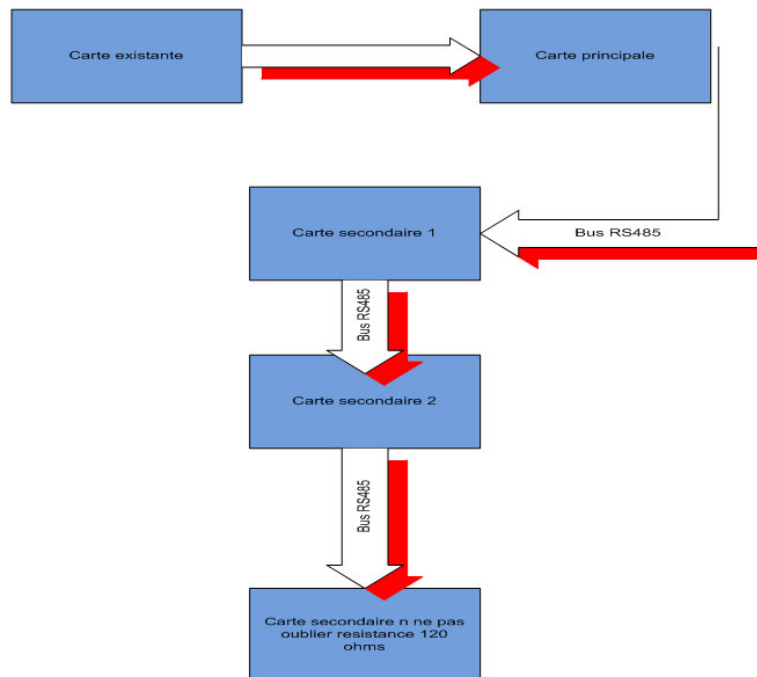 Carte existante
Carte principale
Carte secondaire 1
Bus RS485
Bus RS485
Carte secondaire 2
Bus RS485
Carte secondaire n ne pas
oublier resistance 120
ohms